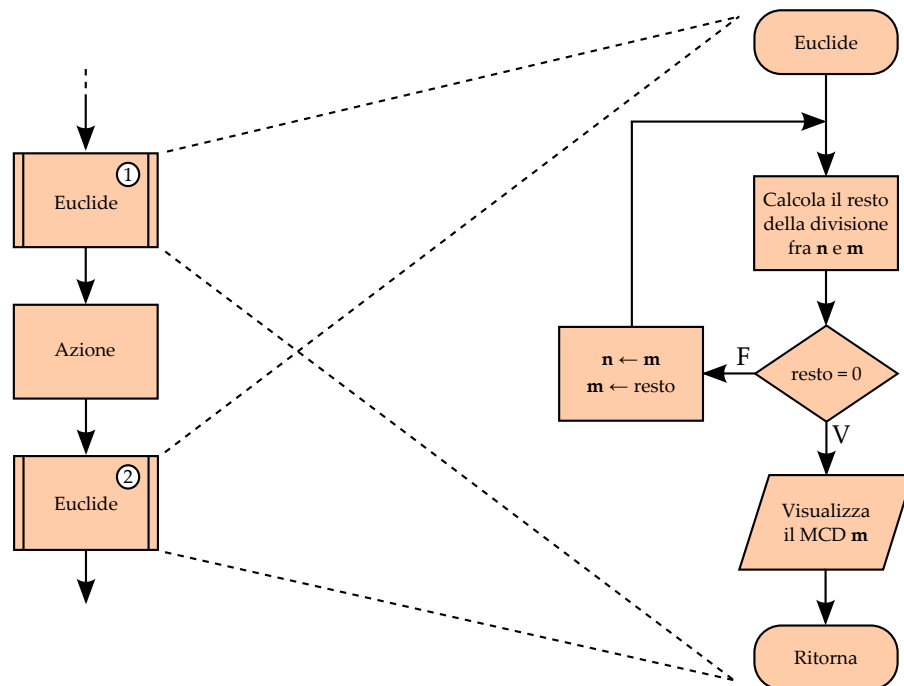 1
Euclide
Azione
2
Euclide
Euclide
Calcola il resto
della divisione
fra n e m
resto = 0
F
V
n ← m
m ← resto
Visualizza
il MCD m
Ritorna